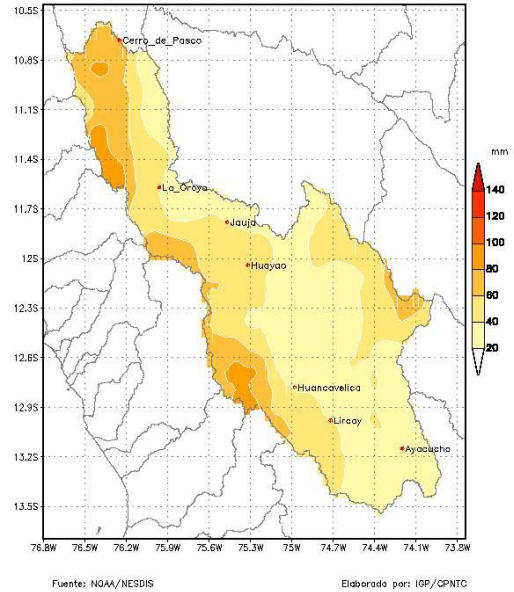 10.5S
10.8S
11.1S
11.4S
11.7S
12S
12.3S
12.6S
12.9S
13.2S
13.5S
Cerro_de_Pasco
La_Oroya
Jauja
Huayao
Huancavelica
Lircay
Ayacucho
mm
140
120
100
80
60
40
20
76.8W 76.5W 76.2W 75.9W 75.6W 75.3W 75W 74.7W 74.4W 74.1W 73.8W
Fuente: NOAA/NESDIS Elaborado por: IGP/CPNTC